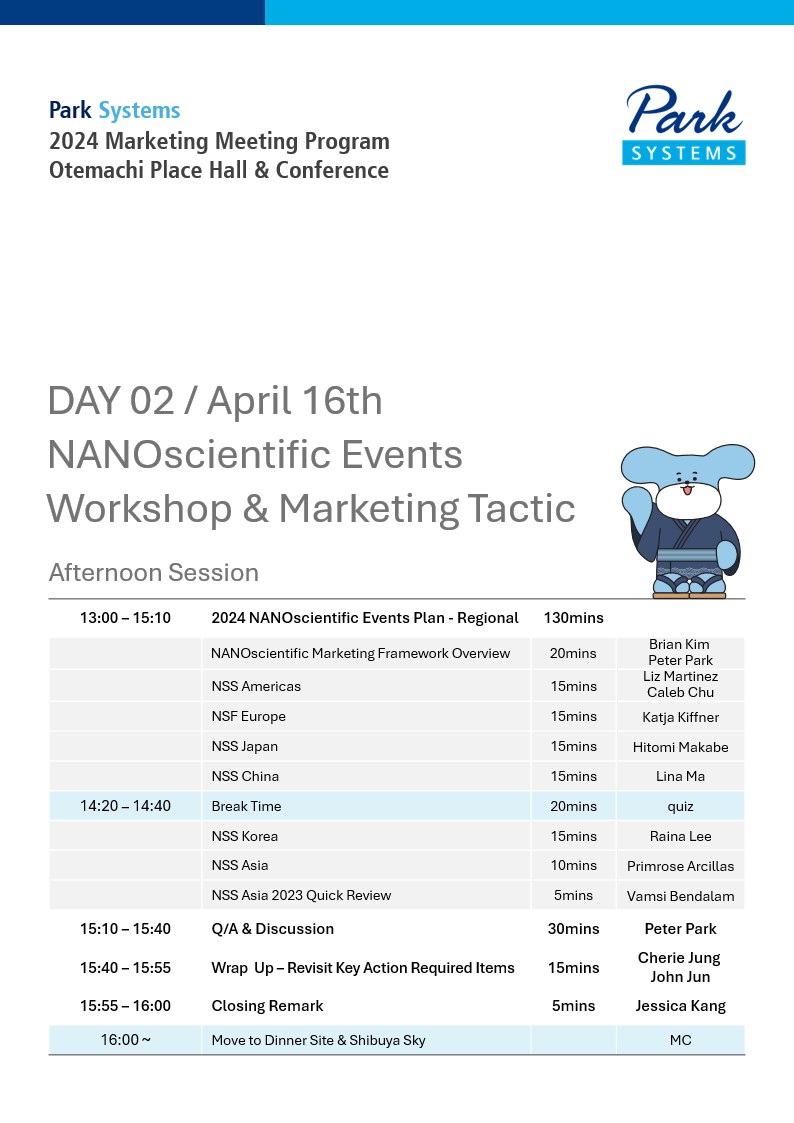 Park Systems
2024 Marketing Meeting Program
Otemachi Place Hall & Conference
Park
SYSTEMS
DAY 02 / April 16th
NANOscientific Events
Workshop & Marketing Tactic
Afternoon Session
13:00 – 15:10 2024 NANOscientific Events Plan - Regional 130mins
NANOscientific Marketing Framework Overview 20mins Brian Kim
Peter Park
NSS Americas 15mins Liz Martinez
Caleb Chu
NSF Europe 15mins Katja Kiffner
NSS Japan 15mins Hitomi Makabe
NSS China 15mins Lina Ma
14:20 – 14:40 Break Time 20mins quiz
NSS Korea 15mins Raina Lee
NSS Asia 10mins Primrose Arcillas
NSS Asia 2023 Quick Review 5mins Vamsi Bendalam
15:10 – 15:40 Q/A & Discussion 30mins Peter Park
15:40 – 15:55 Wrap Up – Revisit Key Action Required Items 15mins Cherie Jung
John Jun
15:55 – 16:00 Closing Remark 5mins Jessica Kang
16:00 ~ Move to Dinner Site & Shibuya Sky MC